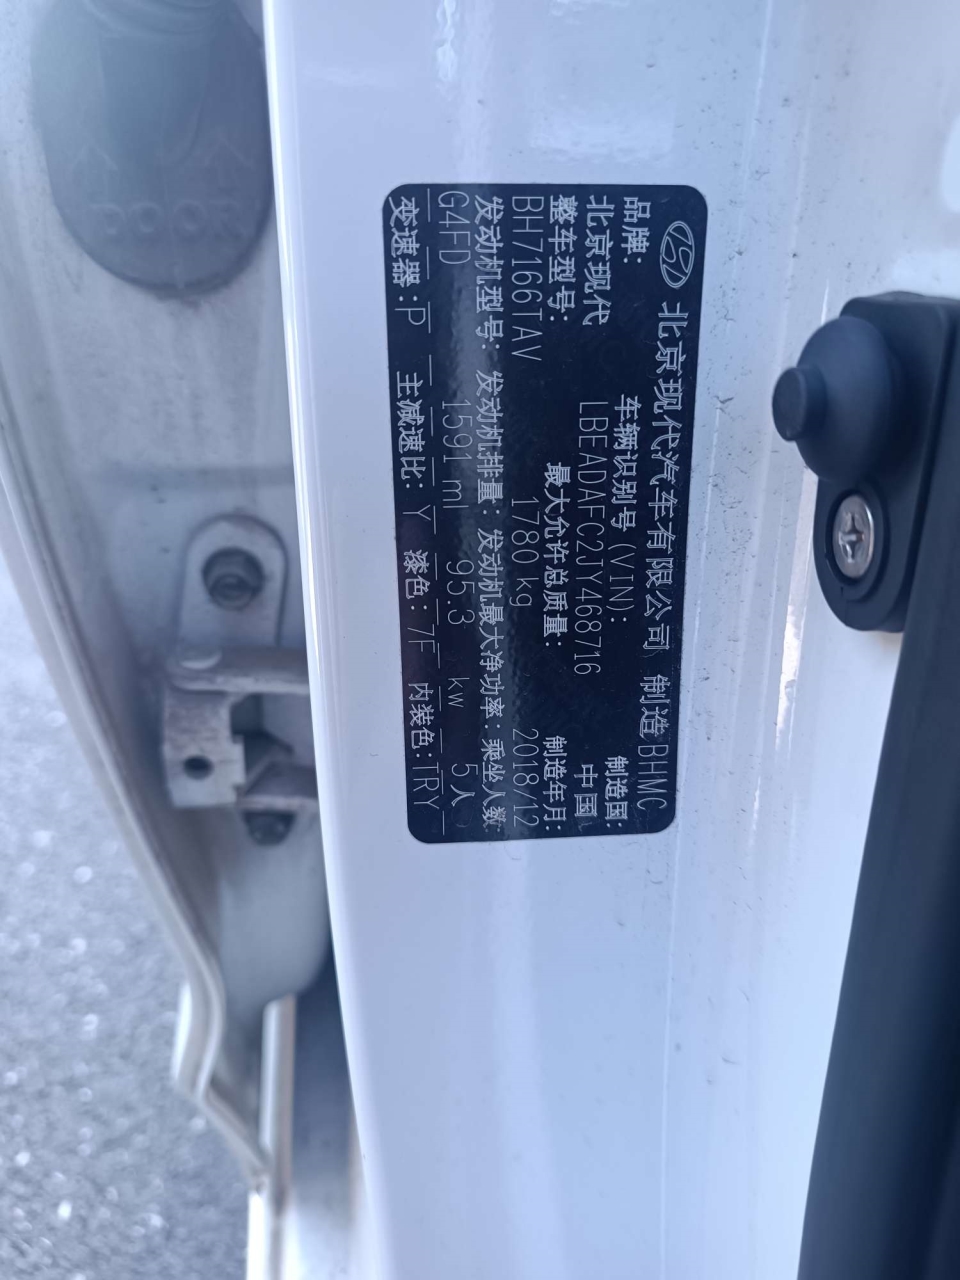 北京现代汽车有限公司 制造 BHMC
品牌: 车辆识别号 (VIN): 制造国:
北京现代 LBEADAFC2JY468716 中国
整车型号: 最大允许总质量: 制造年月:
BH7166TAV 1780 kg 2018/12
发动机型号: 发动机排量: 发动机最大净功率: 乘坐人数:
G4FD 1591 ml 95.3 kw 5人
变速器: P 主减速比: Y 漆色: 7F 内装色: TRY